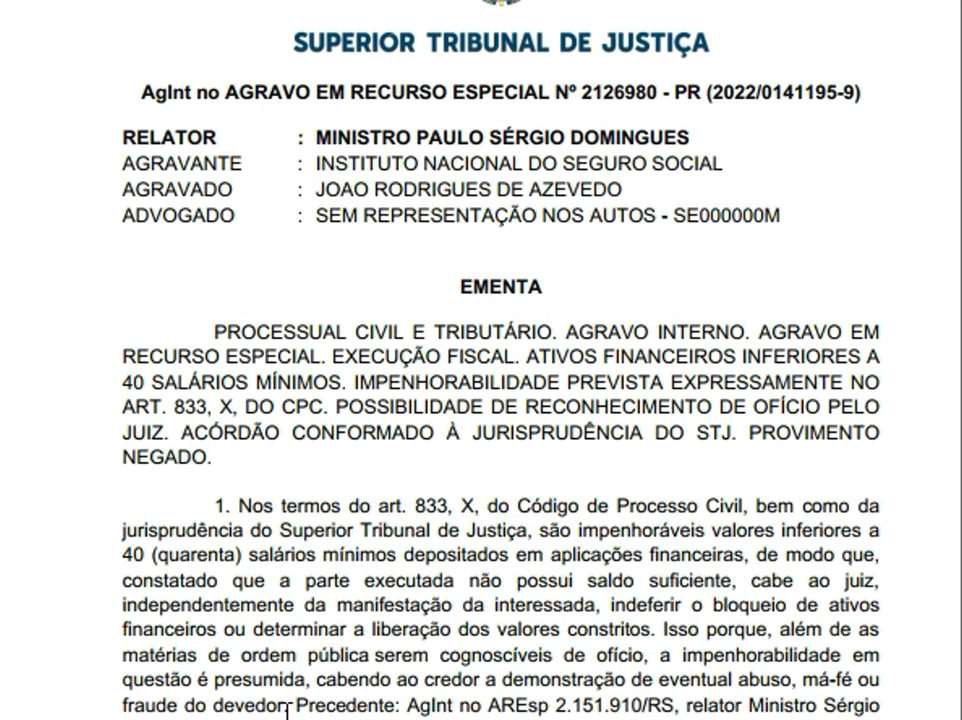 SUPERIOR TRIBUNAL DE JUSTIÇA
AgInt no AGRAVO EM RECURSO ESPECIAL Nº 2126980 - PR (2022/0141195-9)
RELATOR : MINISTRO PAULO SÉRGIO DOMINGUES
AGRAVANTE : INSTITUTO NACIONAL DO SEGURO SOCIAL
AGRAVADO : JOAO RODRIGUES DE AZEVEDO
ADVOGADO : SEM REPRESENTAÇÃO NOS AUTOS - SE000000M
EMENTA
PROCESSUAL CIVIL E TRIBUTÁRIO. AGRAVO INTERNO. AGRAVO EM
RECURSO ESPECIAL. EXECUÇÃO FISCAL. ATIVOS FINANCEIROS INFERIORES A
40 SALÁRIOS MÍNIMOS. IMPENHORABILIDADE PREVISTA EXPRESSAMENTE NO
ART. 833, X, DO CPC. POSSIBILIDADE DE RECONHECIMENTO DE OFÍCIO PELO
JUIZ. ACÓRDÃO CONFORMADO À JURISPRUDÊNCIA DO STJ. PROVIMENTO
NEGADO.
1. Nos termos do art. 833, X, do Código de Processo Civil, bem como da
jurisprudência do Superior Tribunal de Justiça, são impenhoráveis valores inferiores a
40 (quarenta) salários mínimos depositados em aplicações financeiras, de modo que,
constatado que a parte executada não possui saldo suficiente, cabe ao juiz,
independentemente da manifestação da interessada, indeferir o bloqueio de ativos
financeiros ou determinar a liberação dos valores constritos. Isso porque, além de as
matérias de ordem pública serem cognoscíveis de ofício, a impenhorabilidade em
questão é presumida, cabendo ao credor a demonstração de eventual abuso, má-fé ou
fraude do devedor. Precedente: AgInt no AREsp 2.151.910/RS, relator Ministro Sérgio